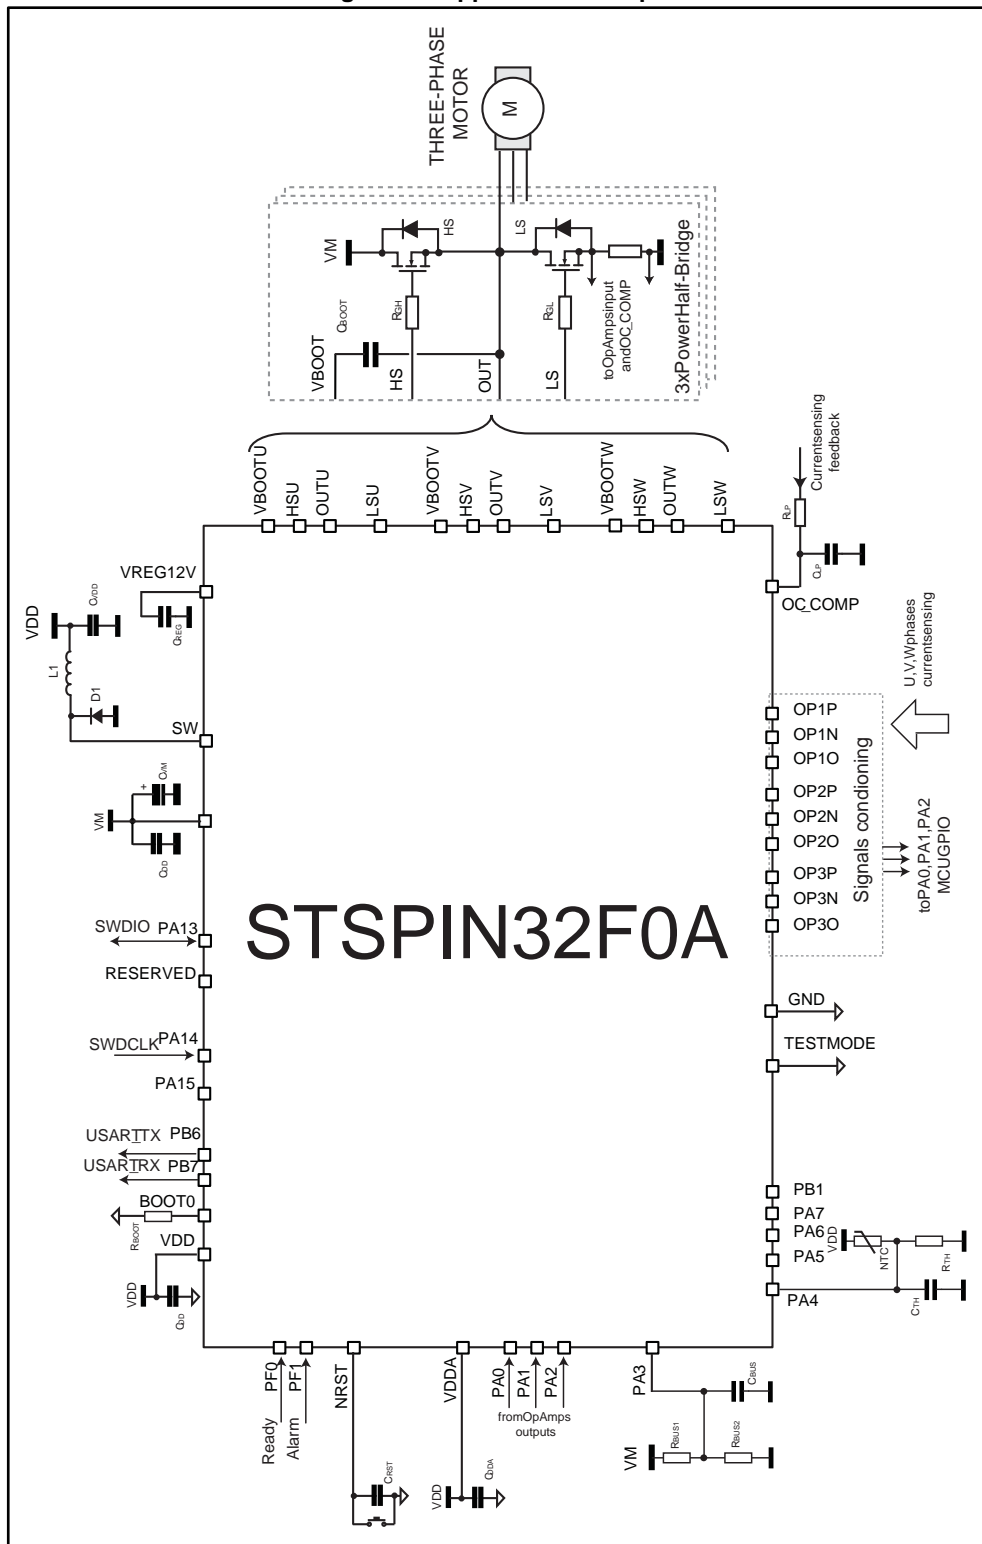 THREE-PHASE
MOTOR
M
VM
HS
LS
CBOOT
RGH
RGL
toOpAmpsinput
andOC_COMP
3xPowerHalf-Bridge
VBOOT
HS
OUT
LS
VBOOTU
HSU
OUTU
LSU
VBOOTV
HSV
OUTV
LSV
VBOOTW
HSW
OUTW
LSW
Currentsensing
feedback
RLP
CLP
OC_COMP
VREG12V
CREG
VDD
CVDD
L1
D1
SW
VM
+
CVM
CDD
U,V,Wphases
currentsensing
OP1P
OP1N
OP1O
OP2P
OP2N
OP2O
OP3P
OP3N
OP3O
Signals condioning
toPA0,PA1,PA2
MCUGPIO
STSPIN32F0A
SWDIO PA13
RESERVED
SWDCLK PA14
PA15
USART_TX PB6
USART_RX PB7
BOOT0
RBOOT
VDD
VDD
CDD
GND
TESTMODE
PB1
PA7
PA6
PA5
PA4
VDD
NTC
RTH
CTH
PF0
PF1
Ready
Alarm
NRST
CRST
VDDA
VDD
CDDA
PA0
PA1
PA2
fromOpAmps
outputs
PA3
CBUS
VM
RBUS1
RBUS2